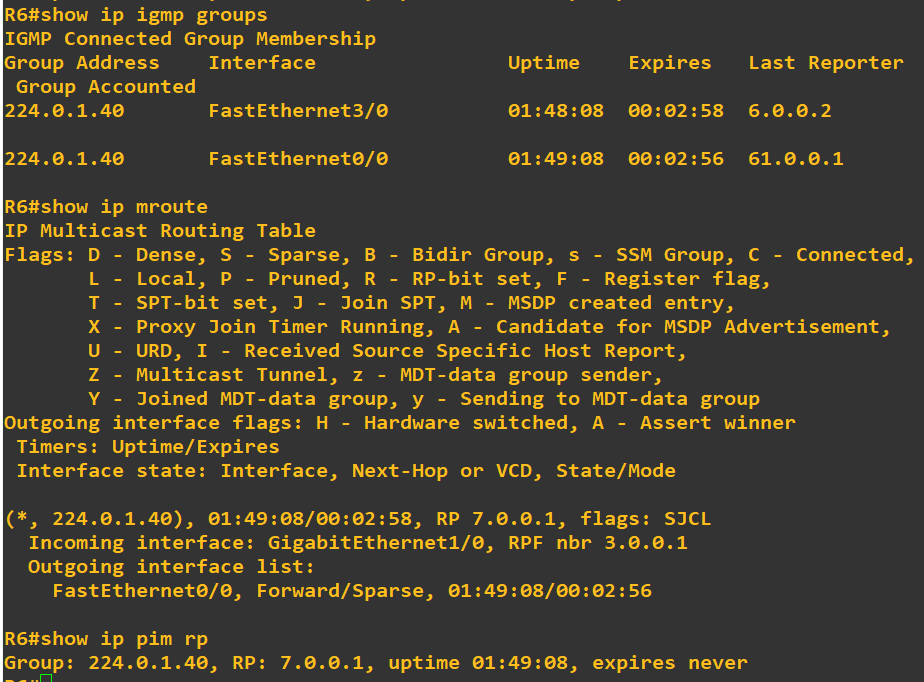 R6#show ip igmp groups
IGMP Connected Group Membership
Group Address    Interface                Uptime    Expires   Last Reporter
 Group Accounted
224.0.1.40       FastEthernet3/0          01:48:08  00:02:58  6.0.0.2
224.0.1.40       FastEthernet0/0          01:49:08  00:02:56  61.0.0.1
R6#show ip mroute
IP Multicast Routing Table
Flags: D - Dense, S - Sparse, B - Bidir Group, s - SSM Group, C - Connected,
       L - Local, P - Pruned, R - RP-bit set, F - Register flag,
       T - SPT-bit set, J - Join SPT, M - MSDP created entry,
       X - Proxy Join Timer Running, A - Candidate for MSDP Advertisement,
       U - URD, I - Received Source Specific Host Report,
       Z - Multicast Tunnel, z - MDT-data group sender,
       Y - Joined MDT-data group, y - Sending to MDT-data group
Outgoing interface flags: H - Hardware switched, A - Assert winner
 Timers: Uptime/Expires
 Interface state: Interface, Next-Hop or VCD, State/Mode
(*, 224.0.1.40), 01:49:08/00:02:58, RP 7.0.0.1, flags: SJCL
  Incoming interface: GigabitEthernet1/0, RPF nbr 3.0.0.1
  Outgoing interface list:
    FastEthernet0/0, Forward/Sparse, 01:49:08/00:02:56
R6#show ip pim rp
Group: 224.0.1.40, RP: 7.0.0.1, uptime 01:49:08, expires never
R6#